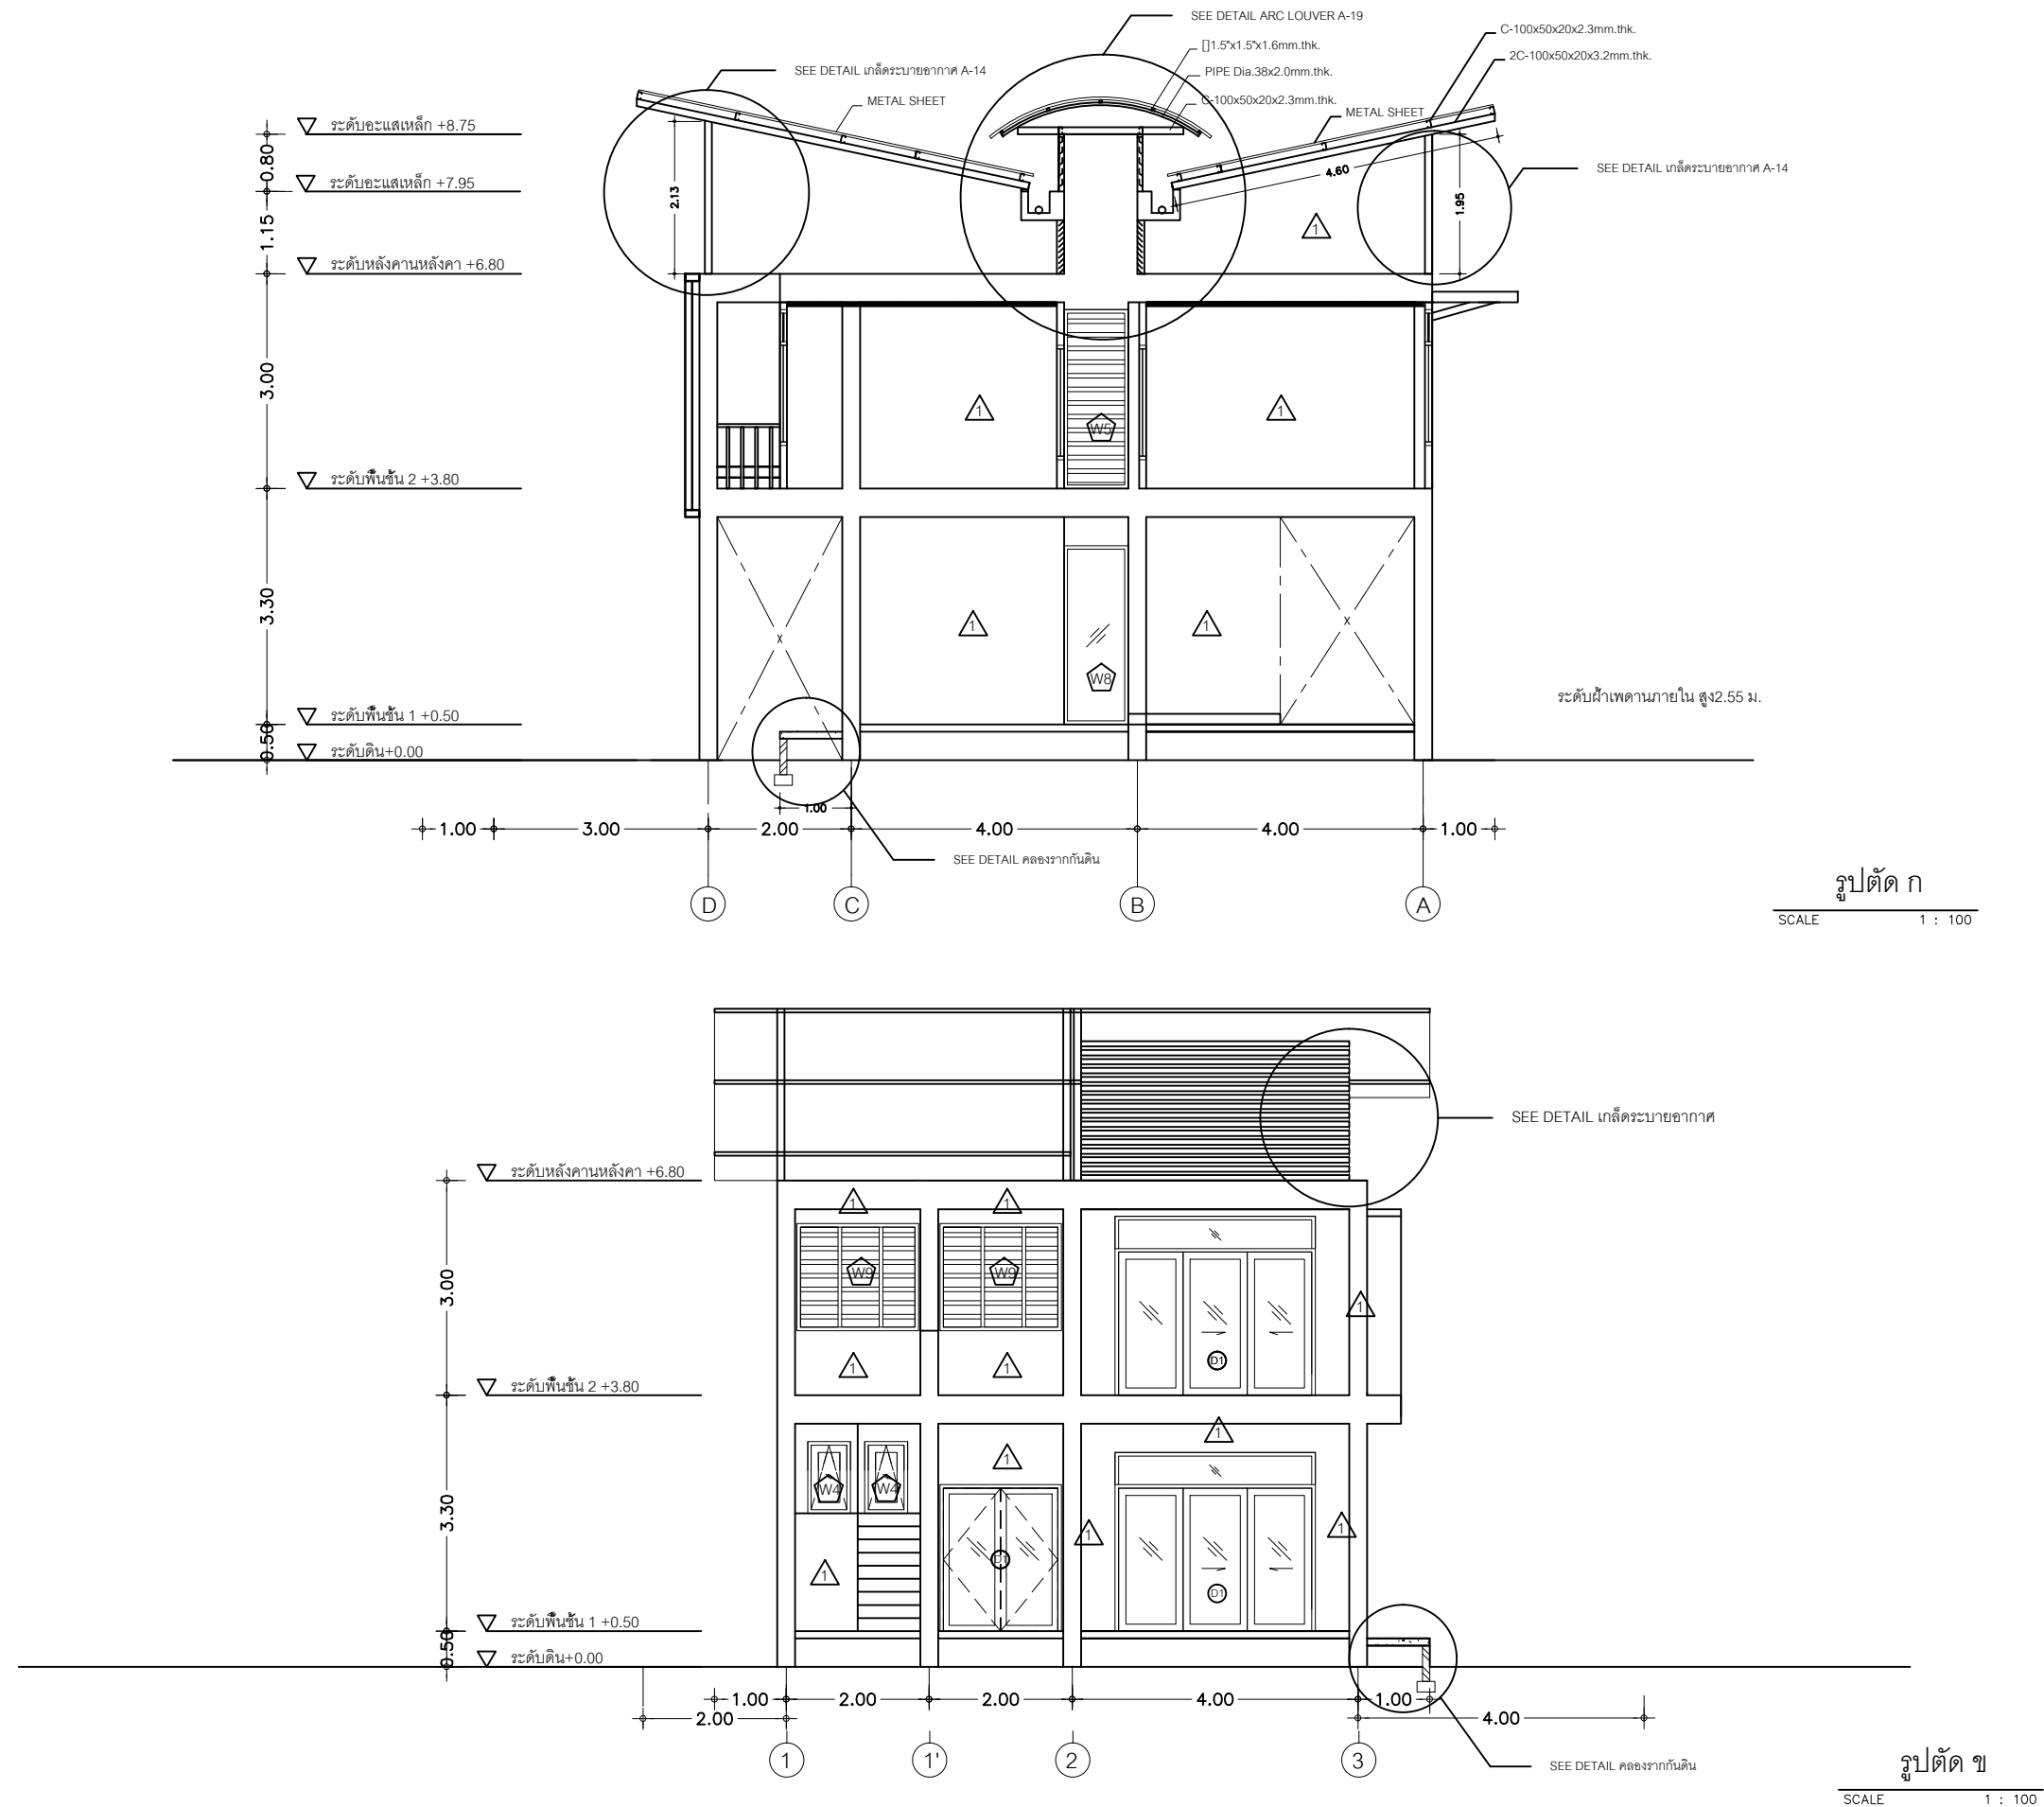 SEE DETAIL ARC LOUVER A-19
C-100x50x20x2.3mm.thk.
[]1.5"x1.5"x1.6mm.thk.
2C-100x50x20x3.2mm.thk.
SEE DETAIL เกล็ดระบายอากาศ A-14
PIPE Dia.38x2.0mm.thk.
METAL SHEET
C-100x50x20x2.3mm.thk.
METAL SHEET
ระดับอะแสเหล็ก +8.75
0.80
SEE DETAIL เกล็ดระบายอากาศ A-14
4.60
ระดับอะแสเหล็ก +7.95
2.13
1.95
1.15
1
ระดับหลังคานหลังคา +6.80
3.00
1
1
W5
ระดับพื้นชั้น 2 +3.80
3.30
1
1
X
X
W8
ระดับฝ้าเพดานภายใน สูง2.55 ม.
ระดับพื้นชั้น 1 +0.50
0.50
ระดับดิน+0.00
1.00
1.00
3.00
2.00
4.00
4.00
1.00
SEE DETAIL คลองรากกันดิน
D
C
B
A
รูปตัด ก
SCALE 1 : 100
SEE DETAIL เกล็ดระบายอากาศ
ระดับหลังคานหลังคา +6.80
1
1
3.00
W9
W9
1
1
1
D1
ระดับพื้นชั้น 2 +3.80
1
1
3.30
W4
W4
1
1
1
D1
D1
ระดับพื้นชั้น 1 +0.50
0.50
ระดับดิน+0.00
1.00
2.00
2.00
4.00
1.00
2.00
4.00
1
1'
2
3
SEE DETAIL คลองรากกันดิน
รูปตัด ข
SCALE 1 : 100